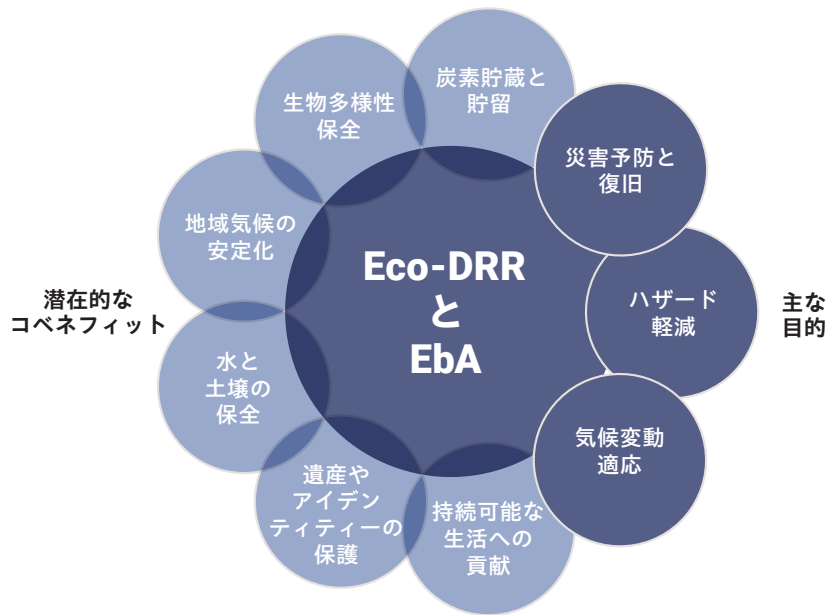 炭素貯蔵と
貯留
生物多様性
保全
災害予防と
復旧
地域気候の
安定化
Eco-DRR
と
EbA
潜在的な
コベネフィット
ハザード
軽減
主な
目的
水と
土壌の
保全
気候変動
適応
遺産や
アイデン
ティティーの
保護
持続可能な
生活への
貢献